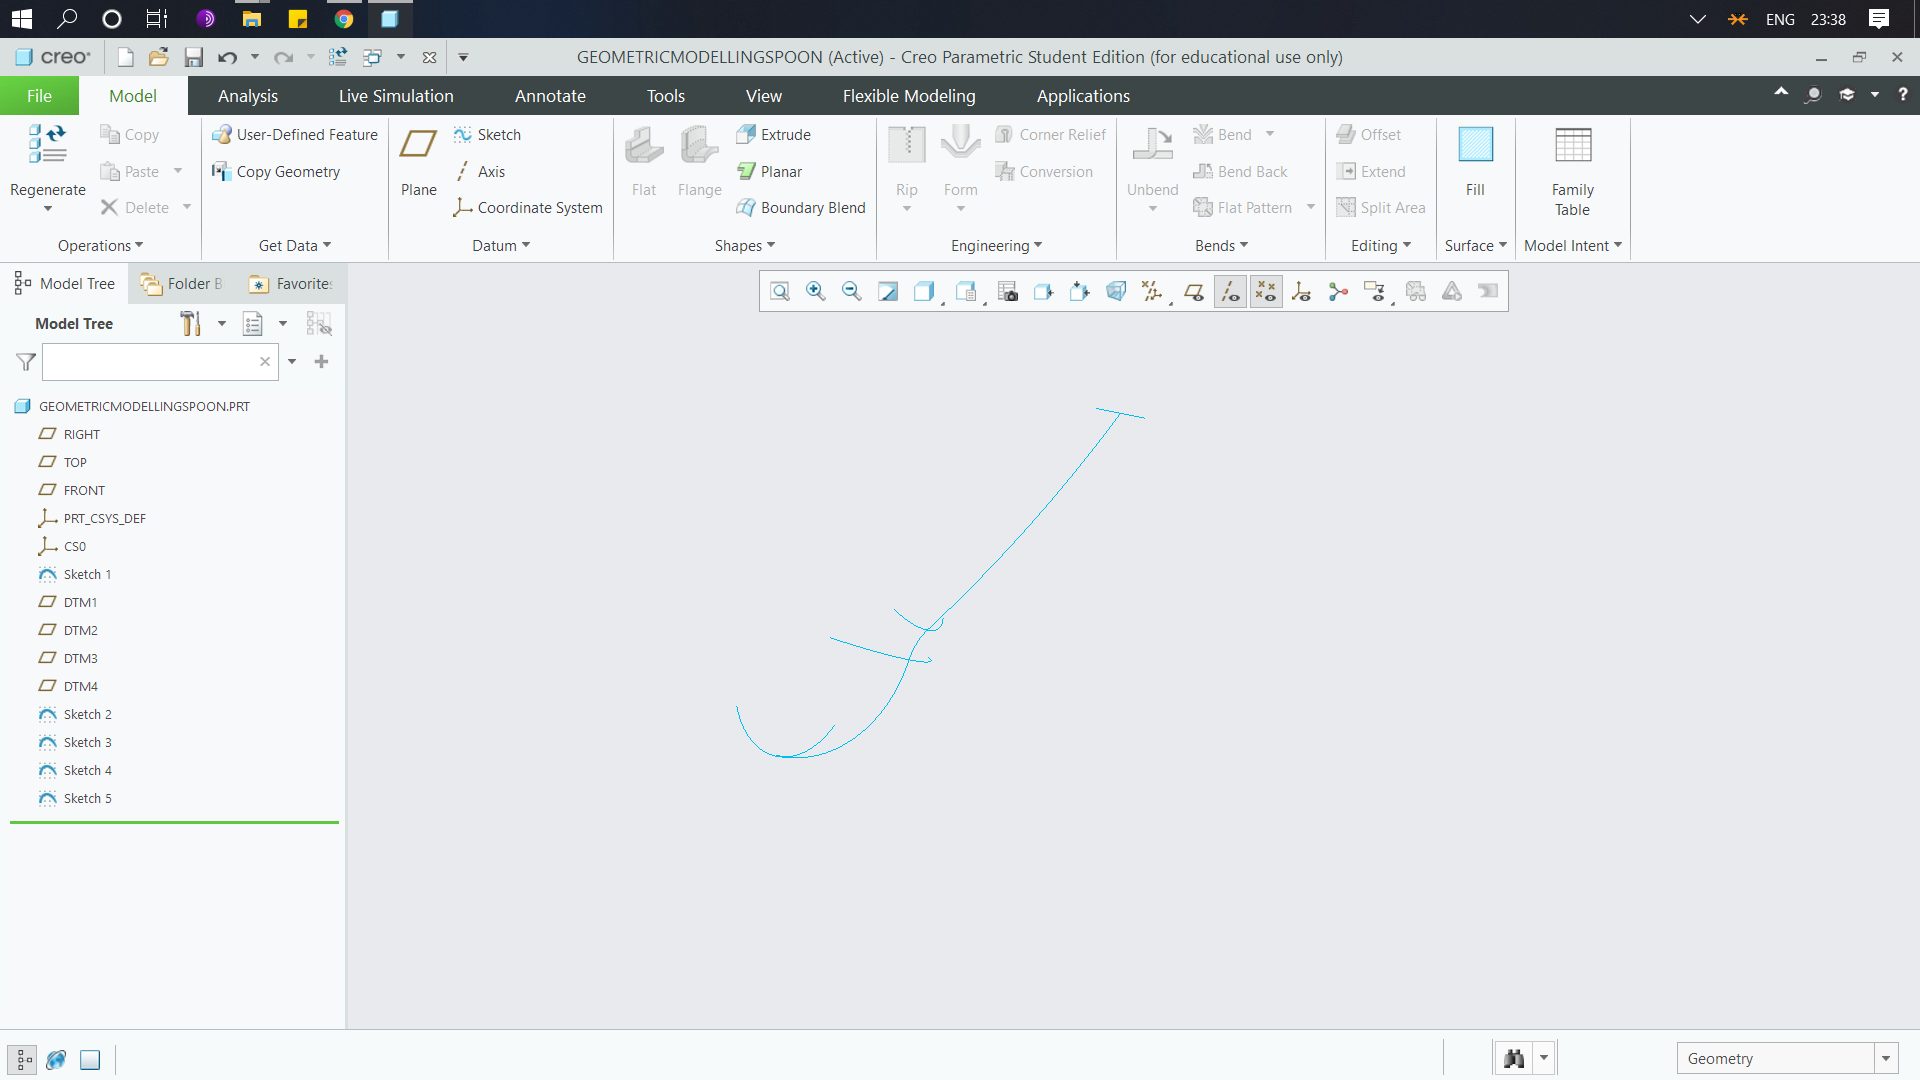 ENG 23:38
creo
GEOMETRICMODELLINGSPOON (Active) - Creo Parametric Student Edition (for educational use only)
File Model Analysis Live Simulation Annotate Tools View Flexible Modeling Applications
Regenerate
Copy
Paste
Delete
Operations
User-Defined Feature
Copy Geometry
Get Data
Plane
Sketch
Axis
Coordinate System
Datum
Flat
Flange
Extrude
Planar
Boundary Blend
Shapes
Rip
Form
Corner Relief
Conversion
Engineering
Unbend
Bend
Bend Back
Flat Pattern
Bends
Offset
Extend
Split Area
Editing
Fill
Surface
Family
Table
Model Intent
Model Tree Folder B Favorites
Model Tree
GEOMETRICMODELLINGSPOON.PRT
RIGHT
TOP
FRONT
PRT_CSYS_DEF
CS0
Sketch 1
DTM1
DTM2
DTM3
DTM4
Sketch 2
Sketch 3
Sketch 4
Sketch 5
Geometry